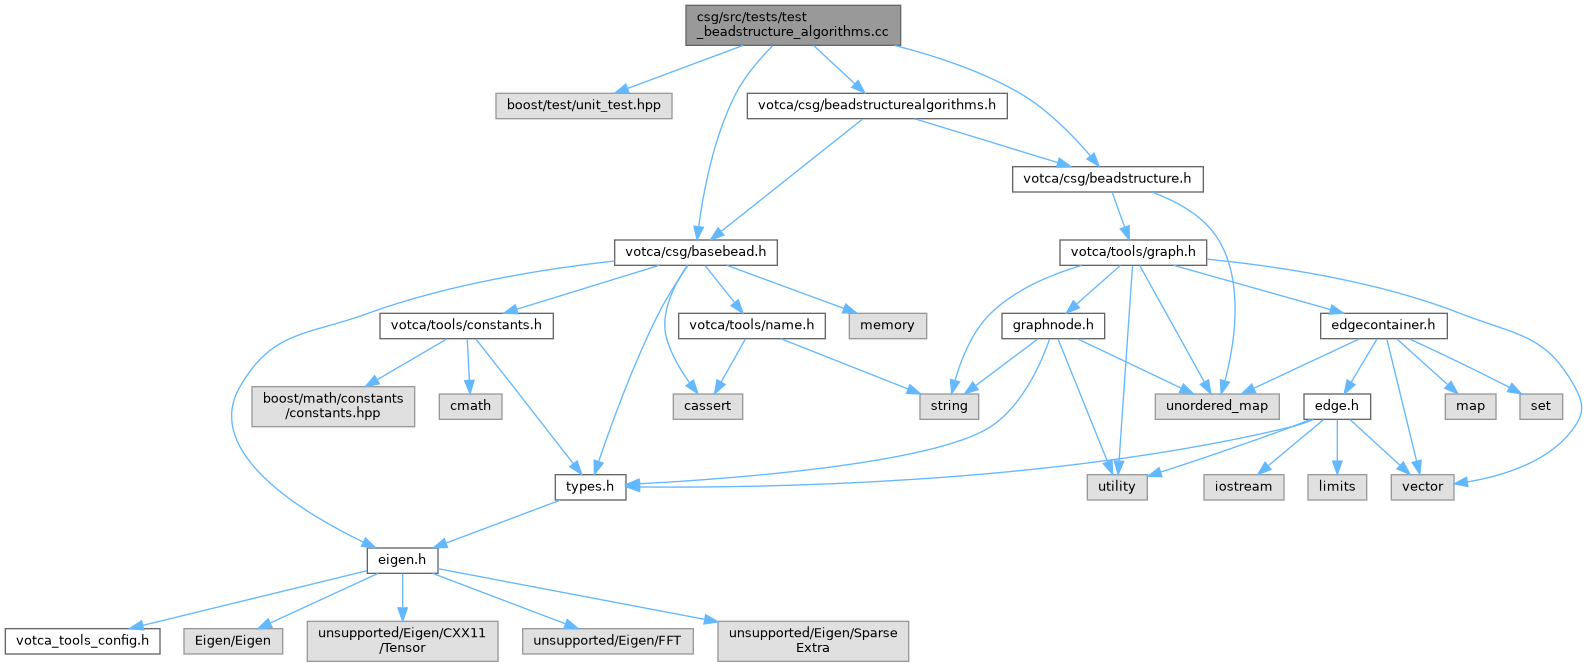 csg/src/tests/test
_beadstructure_algorithms.cc
boost/test/unit_test.hpp
votca/csg/beadstructurealgorithms.h
votca/csg/beadstructure.h
votca/csg/basebead.h
votca/tools/graph.h
votca/tools/constants.h
votca/tools/name.h
memory
graphnode.h
edgecontainer.h
boost/math/constants
/constants.hpp
cmath
cassert
string
unordered_map
edge.h
map
set
types.h
utility
iostream
limits
vector
eigen.h
votca_tools_config.h
Eigen/Eigen
unsupported/Eigen/CXX11
/Tensor
unsupported/Eigen/FFT
unsupported/Eigen/Sparse
Extra